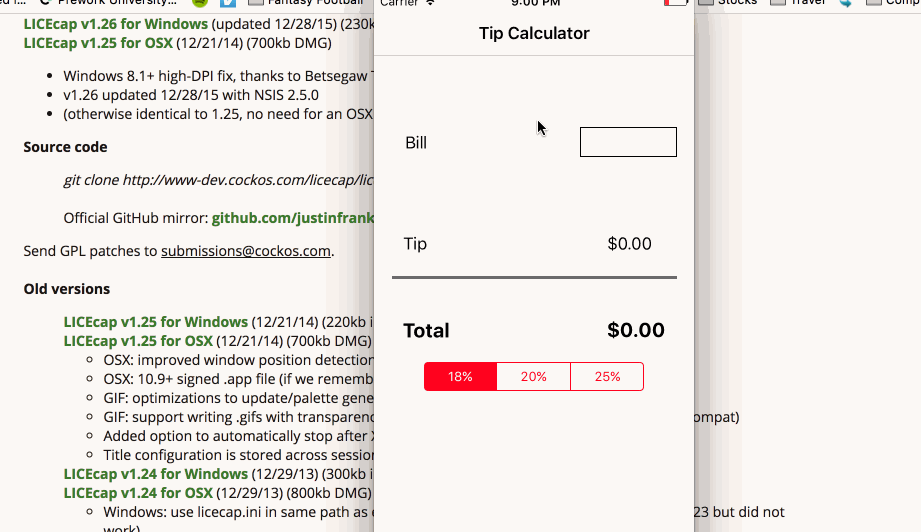 Prework University...
Fantasy Football
Stocks
Travel
Comp
LICEcap v1.26 for Windows (updated 12/28/15) (230k
LICEcap v1.25 for OSX (12/21/14) (700kb DMG)
• Windows 8.1+ high-DPI fix, thanks to Betsegaw T
• v1.26 updated 12/28/15 with NSIS 2.5.0
• (otherwise identical to 1.25, no need for an OSX
Source code
git clone http://www-dev.cockos.com/licecap/lic
Official GitHub mirror: github.com/justinfrank
Send GPL patches to submissions@cockos.com.
Old versions
LICEcap v1.25 for Windows (12/21/14) (220kb i
LICEcap v1.25 for OSX (12/21/14) (700kb DMG)
OSX: improved window position detection
OSX: 10.9+ signed .app file (if we rememb
GIF: optimizations to update/palette gene
GIF: support writing .gifs with transparenc
ompat)
Added option to automatically stop after X
Title configuration is stored across session
LICEcap v1.24 for Windows (12/29/13) (300kb i
LICEcap v1.24 for OSX (12/29/13) (800kb DMG)
Windows: use licecap.ini in same path as e
23 but did not
work)
Carrier
9:00 PM
Tip Calculator
Bill
Tip $0.00
Total $0.00
18% 20% 25%